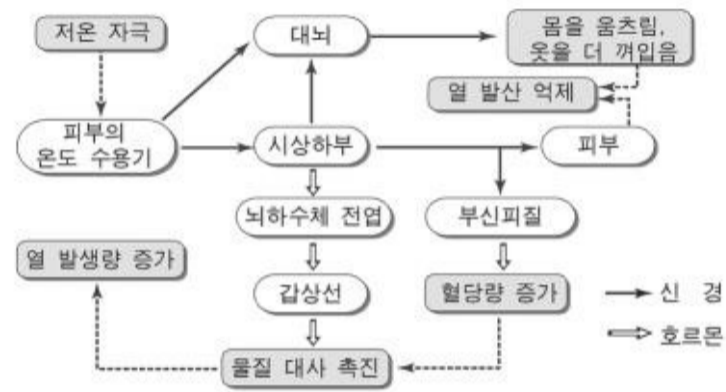 저온 자극
대뇌
몸을 움츠림,
옷을 더 껴입음
열 발산 억제
피부의
온도 수용기
시상하부
피부
뇌하수체 전엽
부신피질
열 발생량 증가
갑상선
혈당량 증가
신 경
호르몬
물질 대사 촉진